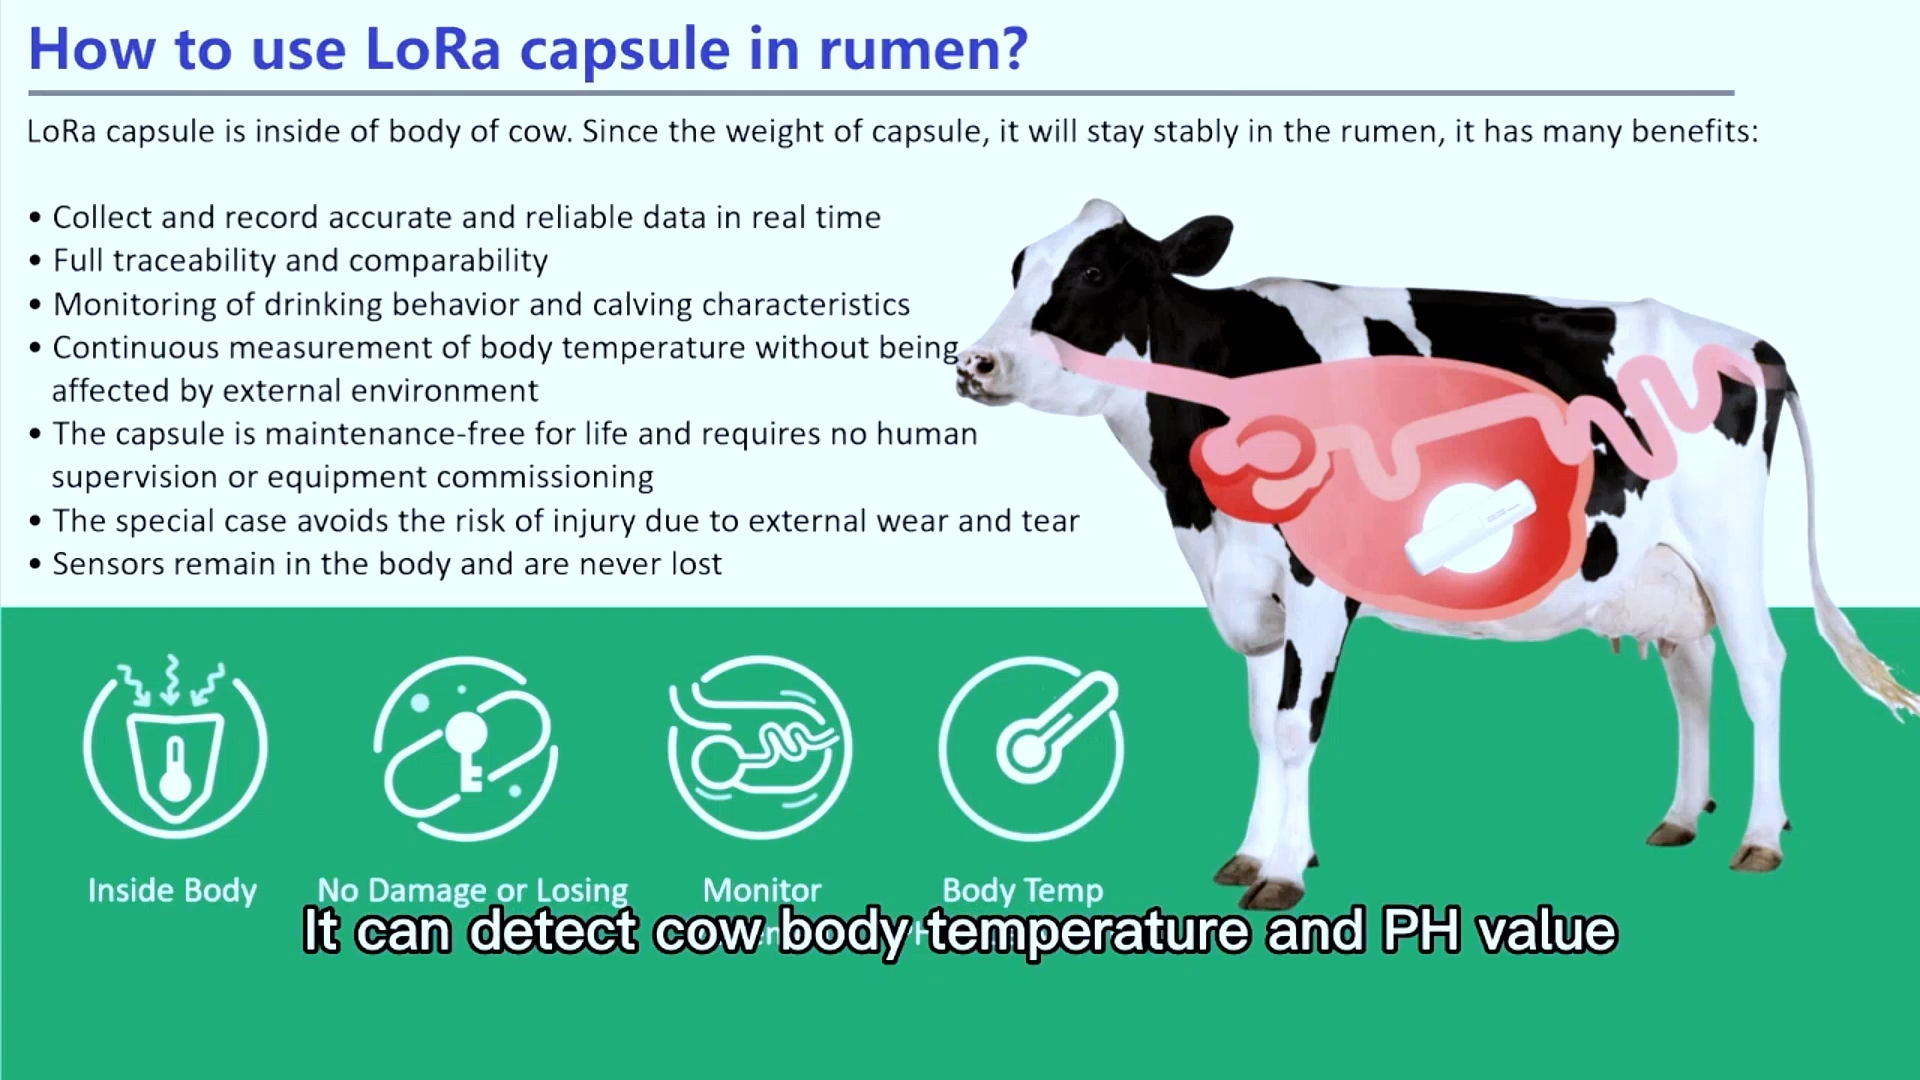 How to use LoRa capsule in rumen?
LoRa capsule is inside of body of cow. Since the weight of capsule, it will stay stably in the rumen, it has many benefits:
• Collect and record accurate and reliable data in real time
• Full traceability and comparability
• Monitoring of drinking behavior and calving characteristics
• Continuous measurement of body temperature without being
affected by external environment
• The capsule is maintenance-free for life and requires no human
supervision or equipment commissioning
• The special case avoids the risk of injury due to external wear and tear
• Sensors remain in the body and are never lost
Inside Body
No Damage or Losing
Monitor
Body Temp
It can detect cow body temperature and PH value